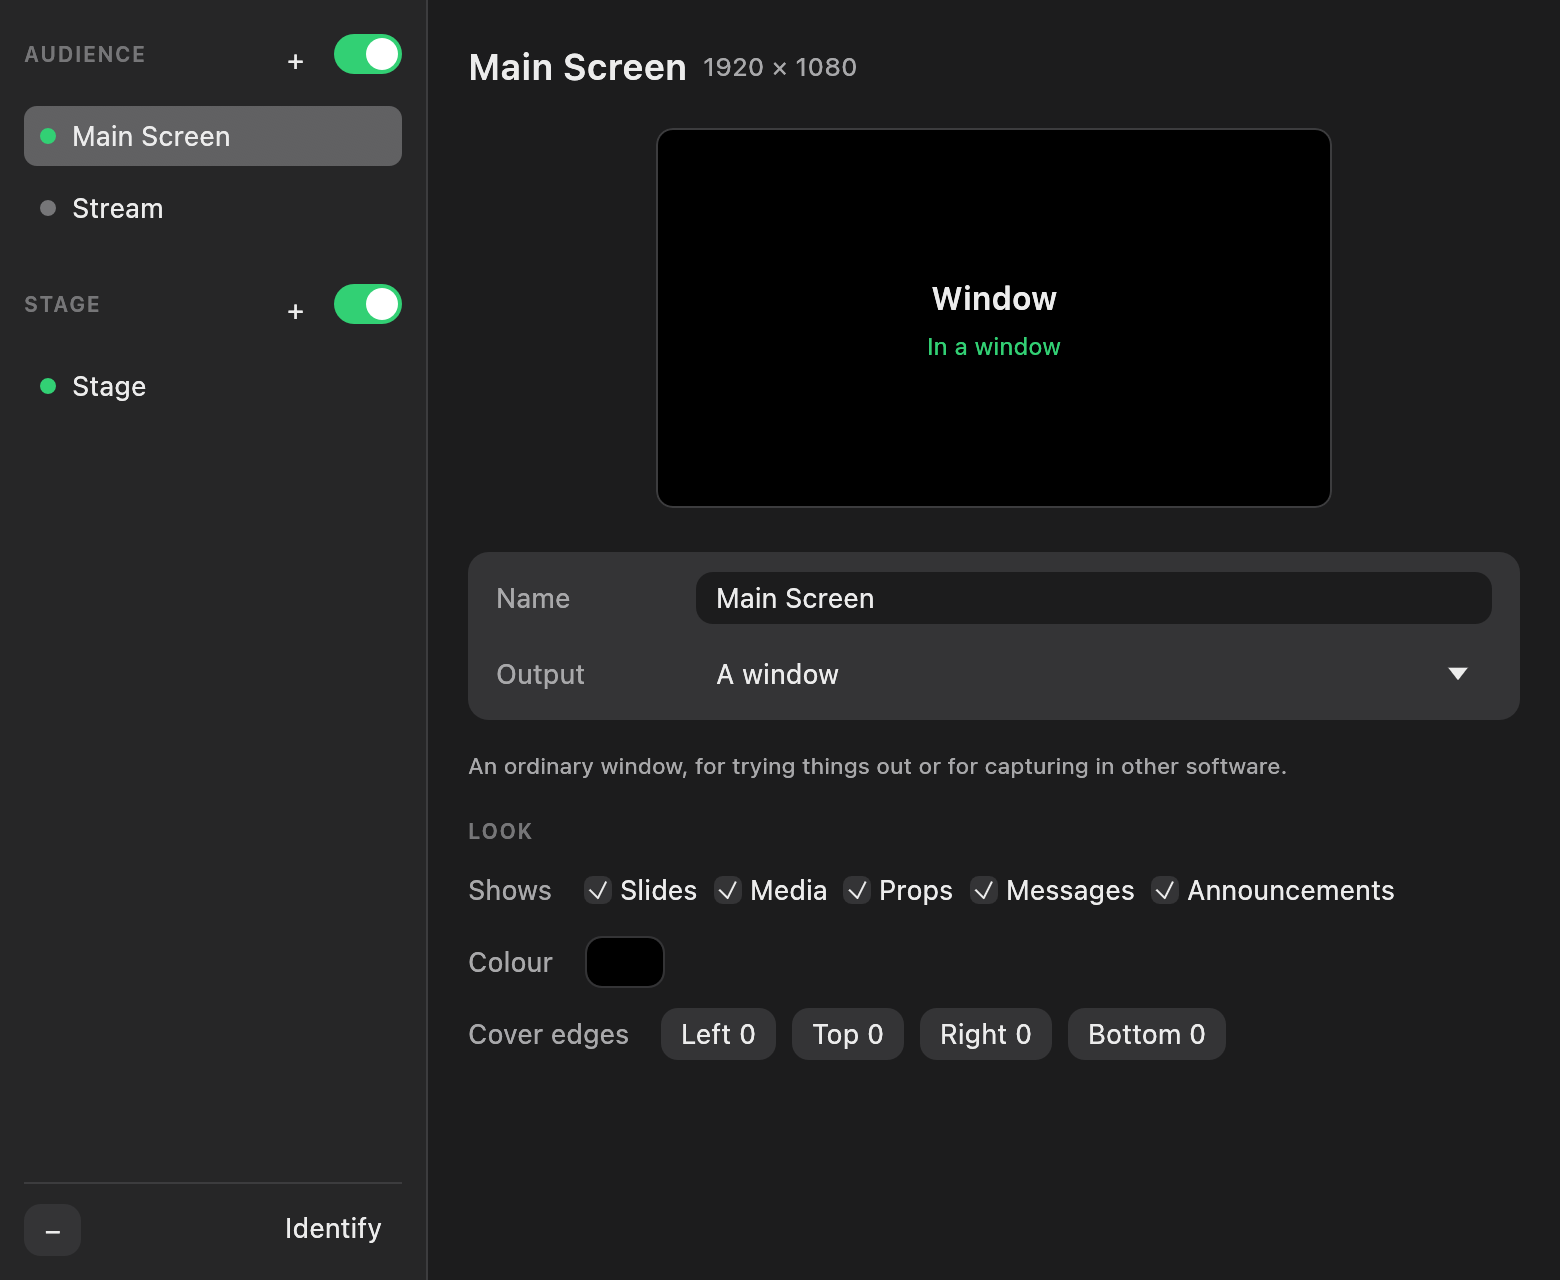 AUDIENCE +
Main Screen
Stream
STAGE +
Stage
– Identify
Main Screen 1920 × 1080
Window
In a window
Name Main Screen
Output A window
An ordinary window, for trying things out or for capturing in other software.
LOOK
Shows Slides Media Props Messages Announcements
Colour
Cover edges Left 0 Top 0 Right 0 Bottom 0